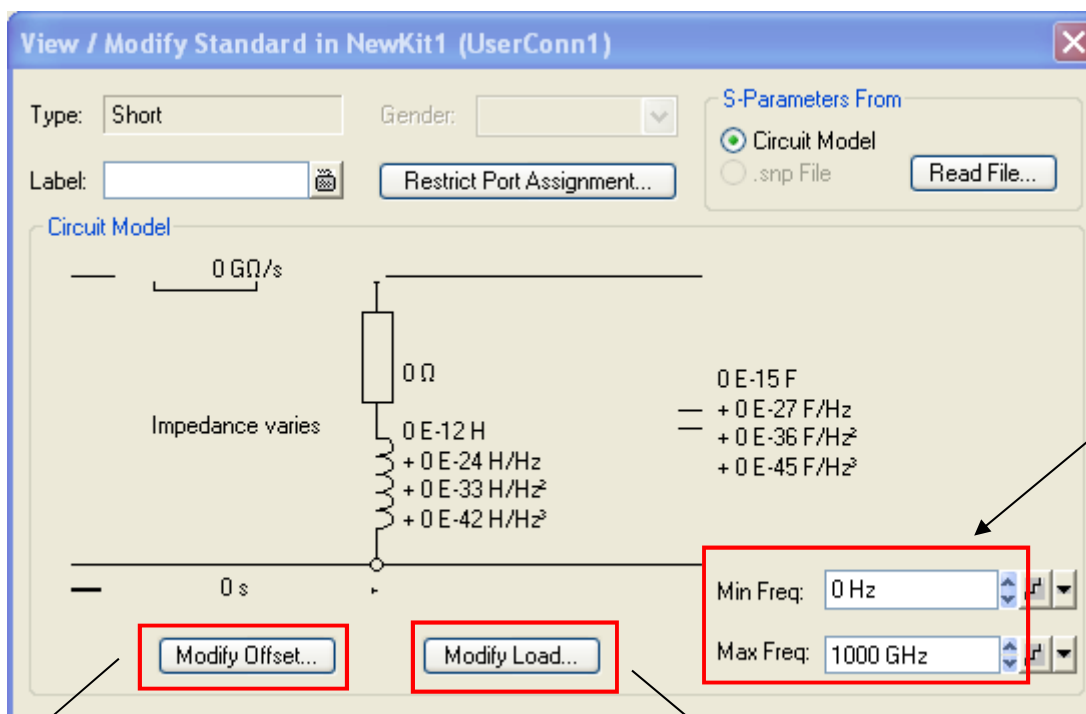 View / Modify Standard in NewKit1 (UserConn1)
Type: Short
Gender:
S-Parameters From
Circuit Model
.snp File
Read File...
Label:
Restrict Port Assignment...
Circuit Model
0 GΩ/s
0 Ω
Impedance varies
0 E-12 H
+ 0 E-24 H/Hz
+ 0 E-33 H/Hz²
+ 0 E-42 H/Hz³
0 E-15 F
+ 0 E-27 F/Hz
+ 0 E-36 F/Hz²
+ 0 E-45 F/Hz³
0 s
Min Freq: 0 Hz
Max Freq: 1000 GHz
Modify Offset...
Modify Load...